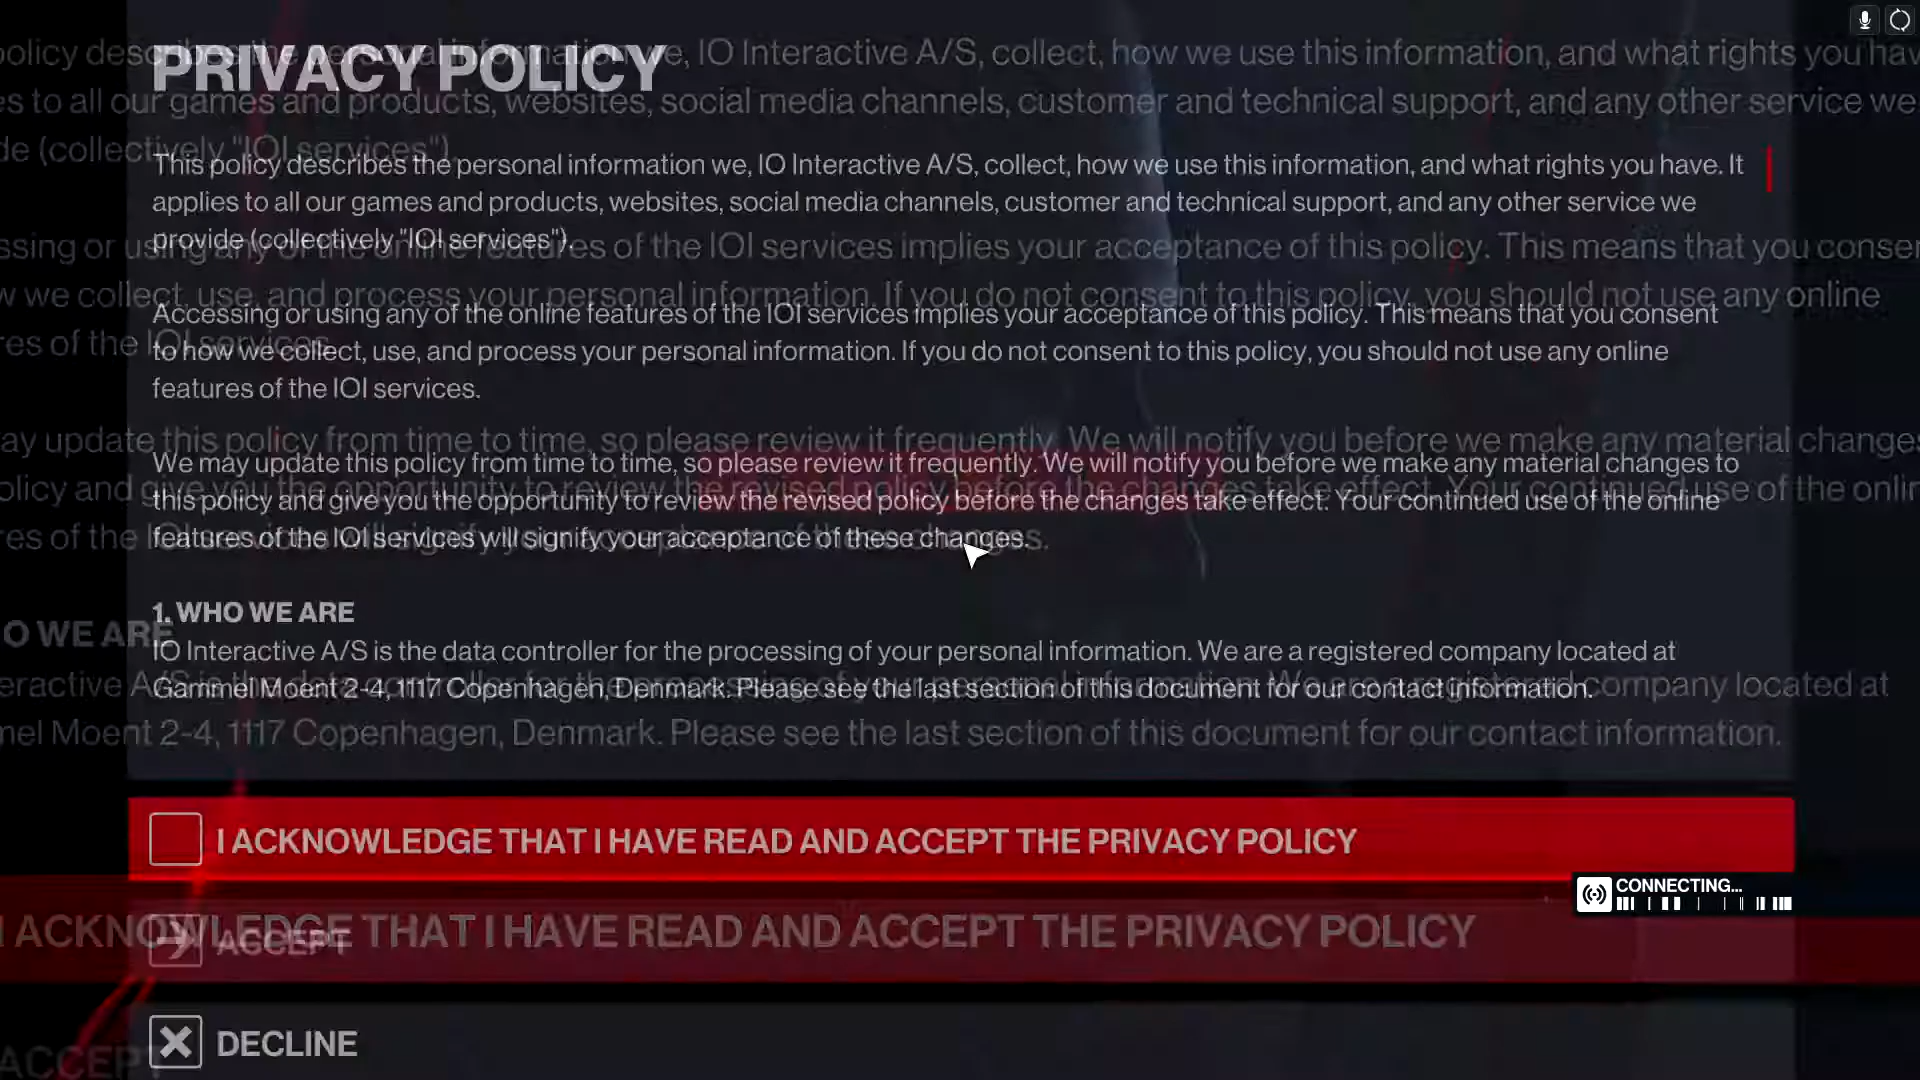 PRIVACY POLICY
This policy describes the personal information we, IO Interactive A/S, collect, how we use this information, and what rights you have. It
applies to all our games and products, websites, social media channels, customer and technical support, and any other service we
provide (collectively "IOI services").
Accessing or using any of the online features of the IOI services implies your acceptance of this policy. This means that you consent
to how we collect, use, and process your personal information. If you do not consent to this policy, you should not use any online
features of the IOI services.
We may update this policy from time to time, so please review it frequently. We will notify you before we make any material changes to
this policy and give you the opportunity to review the revised policy before the changes take effect. Your continued use of the online
features of the IOI services will signify your acceptance of these changes.
1. WHO WE ARE
IO Interactive A/S is the data controller for the processing of your personal information. We are a registered company located at
Gammel Moent 2-4, 1117 Copenhagen, Denmark. Please see the last section of this document for our contact information.
I ACKNOWLEDGE THAT I HAVE READ AND ACCEPT THE PRIVACY POLICY
CONNECTING...
I ACKNOWLEDGE THAT I HAVE READ AND ACCEPT THE PRIVACY POLICY
ACCEPT
DECLINE
ACCEPT